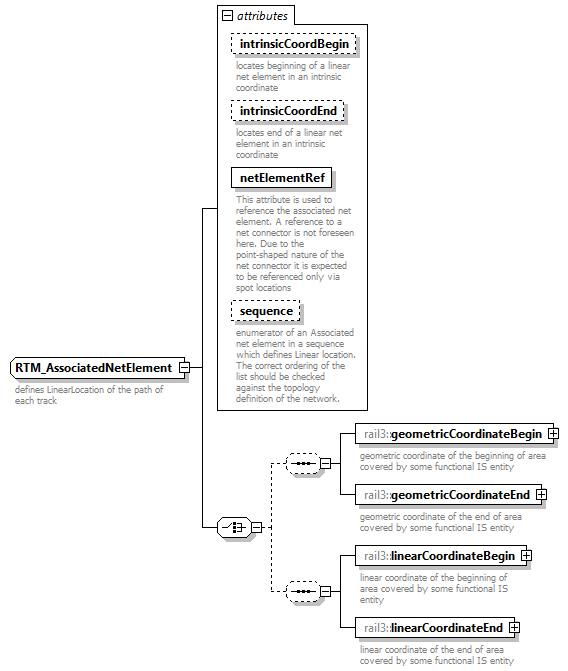 attributes
intrinsicCoordBegin
locates beginning of a linear
net element in an intrinsic
coordinate
intrinsicCoordEnd
locates end of a linear net
element in an intrinsic
coordinate
netElementRef
This attribute is used to
reference the associated net
element. A reference to a
net connector is not foreseen
here. Due to the
point-shaped nature of the
net connector it is expected
to be referenced only via
spot locations
sequence
enumerator of an Associated
net element in a sequence
which defines Linear location.
The correct ordering of the
list should be checked
against the topology
definition of the network.
RTM_AssociatedNetElement
defines LinearLocation of the path of
each track
rail3::geometricCoordinateBegin
geometric coordinate of the beginning of area
covered by some functional IS entity
rail3::geometricCoordinateEnd
geometric coordinate of the end of area
covered by some functional IS entity
rail3::linearCoordinateBegin
linear coordinate of the beginning of
area covered by some functional IS
entity
rail3::linearCoordinateEnd
linear coordinate of the end of area
covered by some functional IS entity